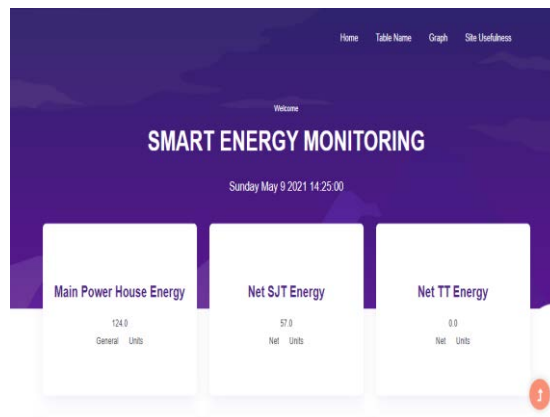 Home Table Name Graph Site Usefulness
Welcome
SMART ENERGY MONITORING
Sunday May 9 2021 14:25:00
Main Power House Energy
124.0
General Units
Net SJT Energy
57.0
Net Units
Net TT Energy
0.0
Net Units